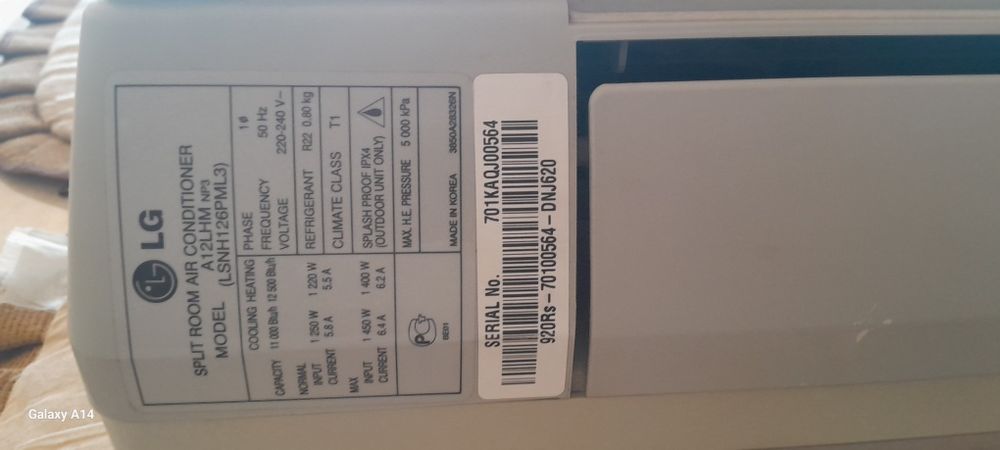 LG
SPLIT ROOM AIR CONDITIONER
A12LHM NP3
MODEL (LSNH126PML3)
COOLING HEATING
CAPACITY 11 000 Btuh 12 500 Btuh
NORMAL
INPUT 1 250 W 1 220 W
CURRENT 5.8 A 5.5 A
MAX
INPUT 1 450 W 1 400 W
CURRENT 6.4 A 6.2 A
PHASE 1ø
FREQUENCY 50 Hz
VOLTAGE 220-240 V~
REFRIGERANT R22 0.80 kg
CLIMATE CLASS T1
SPLASH PROOF IPX4
(OUTDOOR UNIT ONLY)
MAX. H.E. PRESSURE 5 000 kPa
БЕ01
MADE IN KOREA 3850A28326N
SERIAL No. 701KAQJ00564
920Rs-70100564-DNJ620
Galaxy A14